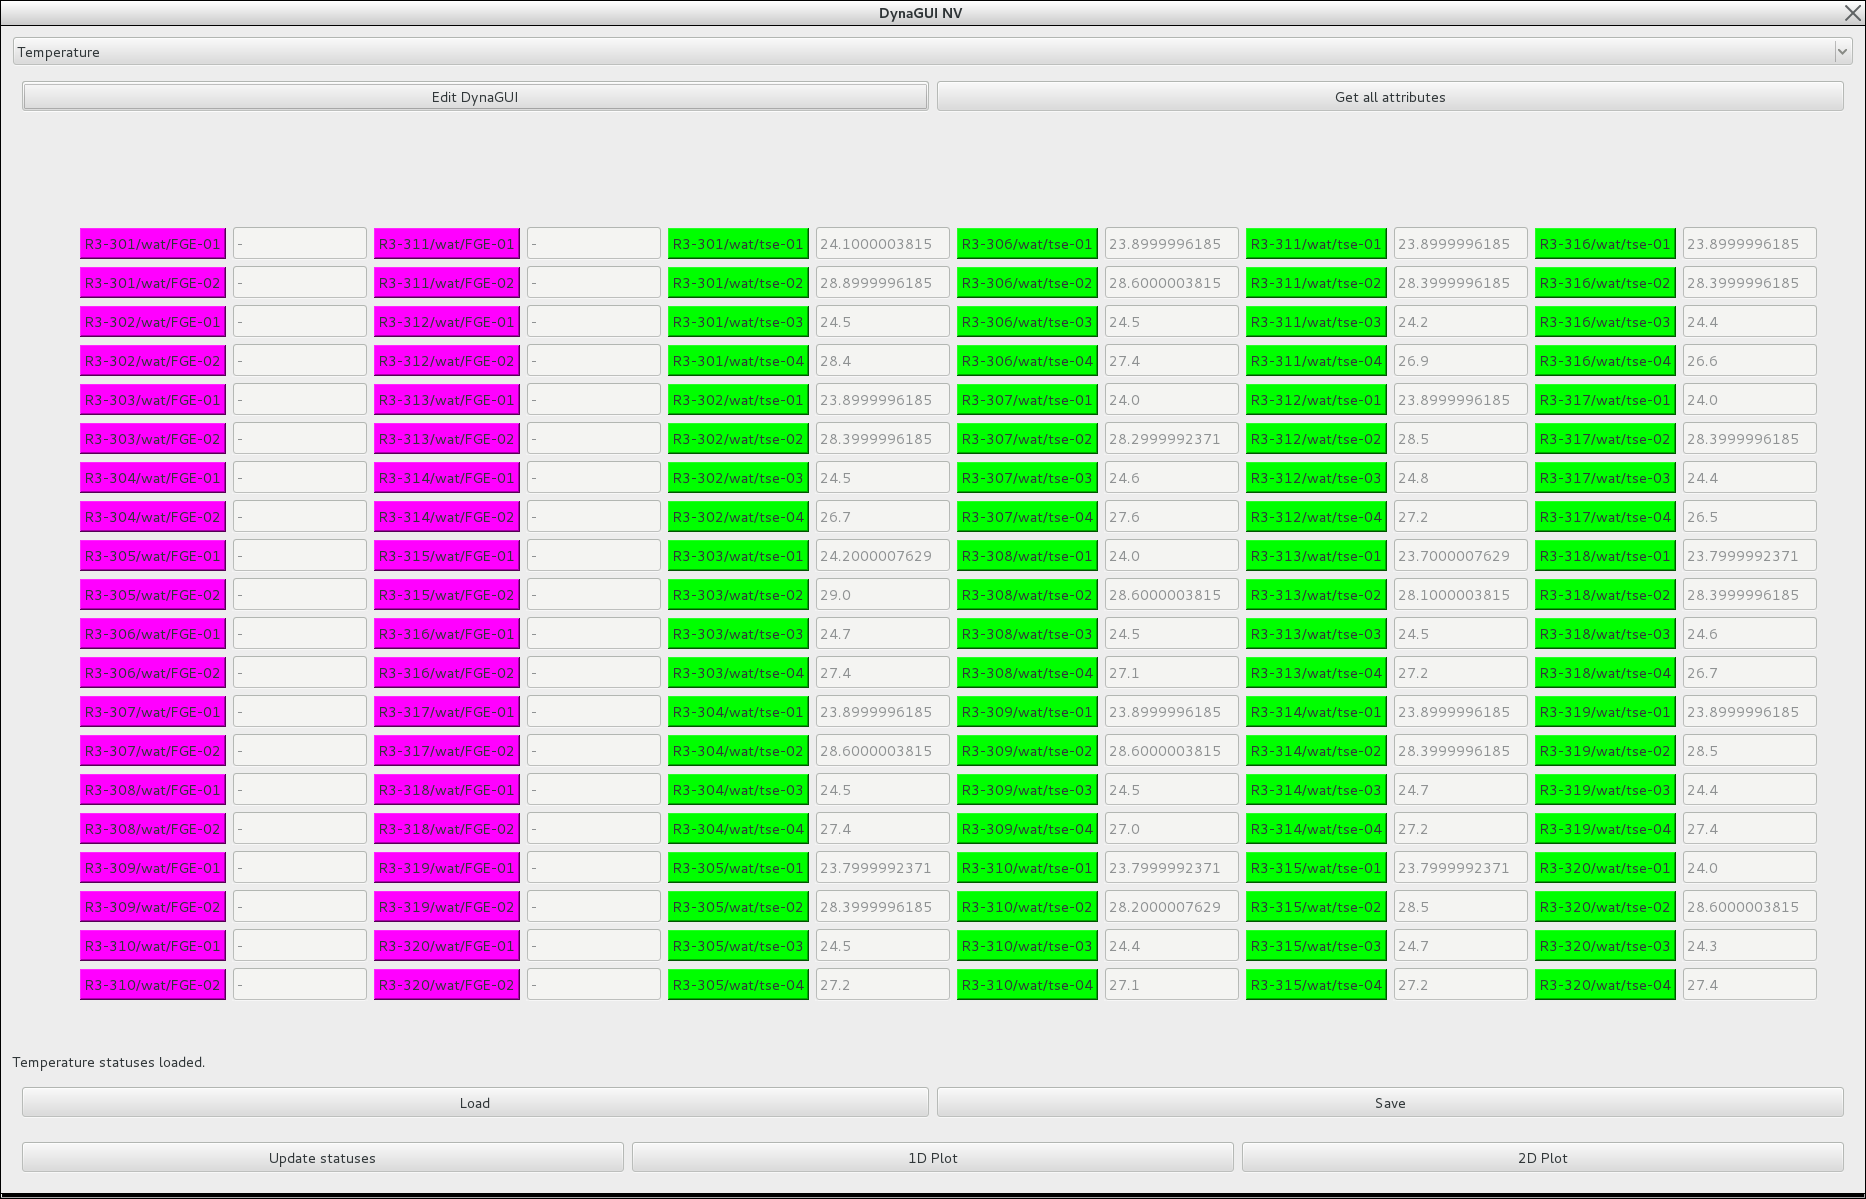 DynaGUI NV
Temperature
Edit DynaGUI Get all attributes
R3-301/wat/FGE-01 - R3-311/wat/FGE-01 - R3-301/wat/tse-01 24.1000003815 R3-306/wat/tse-01 23.8999996185 R3-311/wat/tse-01 23.8999996185 R3-316/wat/tse-01 23.8999996185
R3-301/wat/FGE-02 - R3-311/wat/FGE-02 - R3-301/wat/tse-02 28.8999996185 R3-306/wat/tse-02 28.6000003815 R3-311/wat/tse-02 28.3999996185 R3-316/wat/tse-02 28.3999996185
R3-302/wat/FGE-01 - R3-312/wat/FGE-01 - R3-301/wat/tse-03 24.5 R3-306/wat/tse-03 24.5 R3-311/wat/tse-03 24.2 R3-316/wat/tse-03 24.4
R3-302/wat/FGE-02 - R3-312/wat/FGE-02 - R3-301/wat/tse-04 28.4 R3-306/wat/tse-04 27.4 R3-311/wat/tse-04 26.9 R3-316/wat/tse-04 26.6
R3-303/wat/FGE-01 - R3-313/wat/FGE-01 - R3-302/wat/tse-01 23.8999996185 R3-307/wat/tse-01 24.0 R3-312/wat/tse-01 23.8999996185 R3-317/wat/tse-01 24.0
R3-303/wat/FGE-02 - R3-313/wat/FGE-02 - R3-302/wat/tse-02 28.3999996185 R3-307/wat/tse-02 28.2999992371 R3-312/wat/tse-02 28.5 R3-317/wat/tse-02 28.3999996185
R3-304/wat/FGE-01 - R3-314/wat/FGE-01 - R3-302/wat/tse-03 24.5 R3-307/wat/tse-03 24.6 R3-312/wat/tse-03 24.8 R3-317/wat/tse-03 24.4
R3-304/wat/FGE-02 - R3-314/wat/FGE-02 - R3-302/wat/tse-04 26.7 R3-307/wat/tse-04 27.6 R3-312/wat/tse-04 27.2 R3-317/wat/tse-04 26.5
R3-305/wat/FGE-01 - R3-315/wat/FGE-01 - R3-303/wat/tse-01 24.2000007629 R3-308/wat/tse-01 24.0 R3-313/wat/tse-01 23.7000007629 R3-318/wat/tse-01 23.7999992371
R3-305/wat/FGE-02 - R3-315/wat/FGE-02 - R3-303/wat/tse-02 29.0 R3-308/wat/tse-02 28.6000003815 R3-313/wat/tse-02 28.1000003815 R3-318/wat/tse-02 28.3999996185
R3-306/wat/FGE-01 - R3-316/wat/FGE-01 - R3-303/wat/tse-03 24.7 R3-308/wat/tse-03 24.5 R3-313/wat/tse-03 24.5 R3-318/wat/tse-03 24.6
R3-306/wat/FGE-02 - R3-316/wat/FGE-02 - R3-303/wat/tse-04 27.4 R3-308/wat/tse-04 27.1 R3-313/wat/tse-04 27.2 R3-318/wat/tse-04 26.7
R3-307/wat/FGE-01 - R3-317/wat/FGE-01 - R3-304/wat/tse-01 23.8999996185 R3-309/wat/tse-01 23.8999996185 R3-314/wat/tse-01 23.8999996185 R3-319/wat/tse-01 23.8999996185
R3-307/wat/FGE-02 - R3-317/wat/FGE-02 - R3-304/wat/tse-02 28.6000003815 R3-309/wat/tse-02 28.6000003815 R3-314/wat/tse-02 28.3999996185 R3-319/wat/tse-02 28.5
R3-308/wat/FGE-01 - R3-318/wat/FGE-01 - R3-304/wat/tse-03 24.5 R3-309/wat/tse-03 24.5 R3-314/wat/tse-03 24.7 R3-319/wat/tse-03 24.4
R3-308/wat/FGE-02 - R3-318/wat/FGE-02 - R3-304/wat/tse-04 27.4 R3-309/wat/tse-04 27.0 R3-314/wat/tse-04 27.2 R3-319/wat/tse-04 27.4
R3-309/wat/FGE-01 - R3-319/wat/FGE-01 - R3-305/wat/tse-01 23.7999992371 R3-310/wat/tse-01 23.7999992371 R3-315/wat/tse-01 23.7999992371 R3-320/wat/tse-01 24.0
R3-309/wat/FGE-02 - R3-319/wat/FGE-02 - R3-305/wat/tse-02 28.3999996185 R3-310/wat/tse-02 28.2000007629 R3-315/wat/tse-02 28.5 R3-320/wat/tse-02 28.6000003815
R3-310/wat/FGE-01 - R3-320/wat/FGE-01 - R3-305/wat/tse-03 24.5 R3-310/wat/tse-03 24.4 R3-315/wat/tse-03 24.7 R3-320/wat/tse-03 24.3
R3-310/wat/FGE-02 - R3-320/wat/FGE-02 - R3-305/wat/tse-04 27.2 R3-310/wat/tse-04 27.1 R3-315/wat/tse-04 27.2 R3-320/wat/tse-04 27.4
Temperature statuses loaded.
Load Save
Update statuses 1D Plot 2D Plot